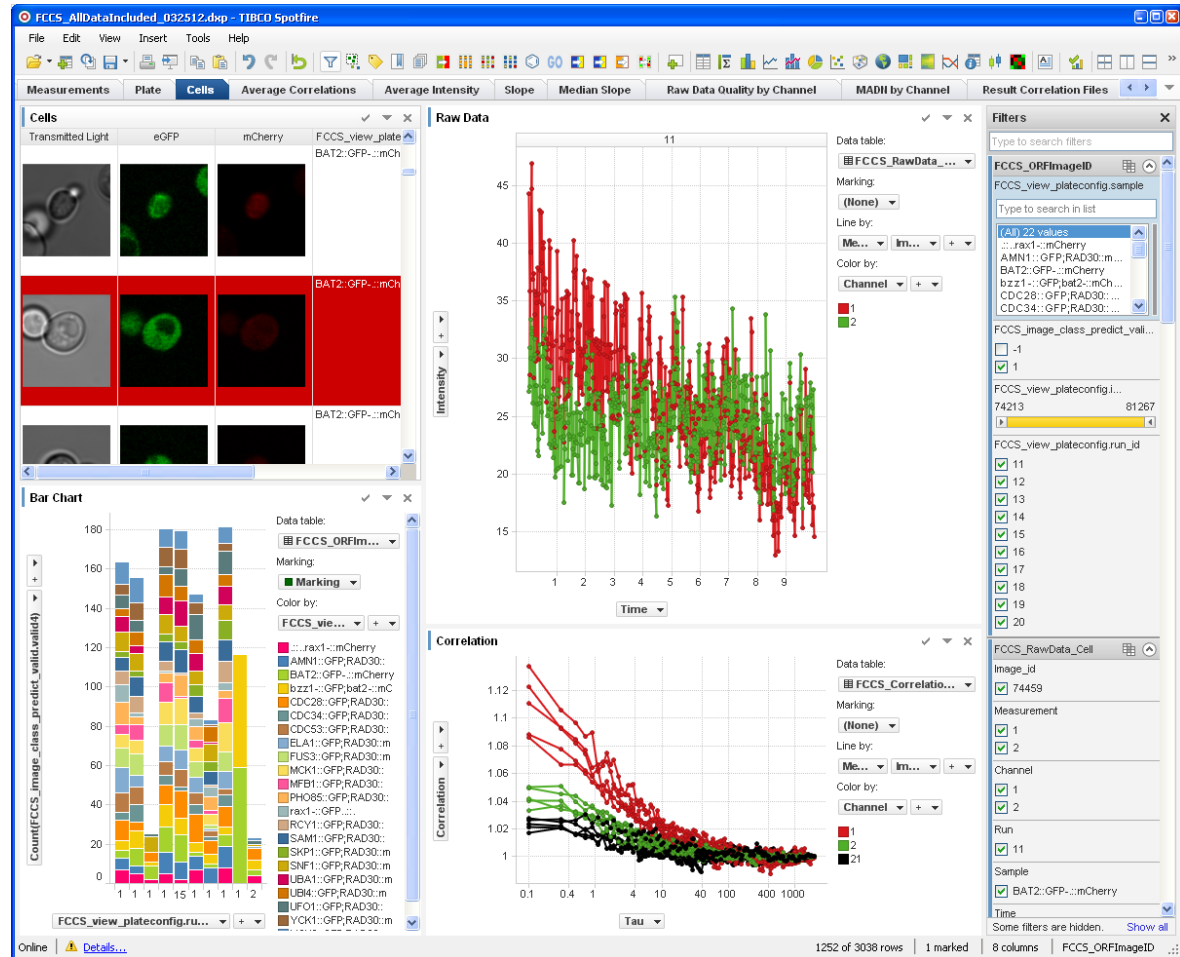 FCCS_AllDataIncluded_032512.dxp - TIBCO Spotfire
File Edit View Insert Tools Help
Measurements Plate Cells Average Correlations Average Intensity Slope Median Slope Raw Data Quality by Channel MADN by Channel Result Correlation Files
Cells
Transmitted Light eGFP mCherry FCCS_view_plate
BAT2::GFP-.::mCh
BAT2::GFP-.::mCh
BAT2::GFP-.::mCh
Bar Chart
180
160
140
120
100
80
60
40
20
0
1 1 1 1 15 1 1 1 1 2
Count(FCCS_image_class_predict_valid.valid4)
FCCS_view_plateconfig.ru... +
Data table:
FCCS_ORFIm...
Marking:
Marking
Color by:
FCCS_vie... +
.::..rax1-::mCherry
AMN1::GFP;RAD30::
BAT2::GFP-.::mCherry
bzz1-::GFP;bat2-::mC
CDC28::GFP;RAD30::
CDC34::GFP;RAD30::
CDC53::GFP;RAD30::
ELA1::GFP;RAD30::m
FUS3::GFP;RAD30::m
MCK1::GFP;RAD30::
MFB1::GFP;RAD30::
PHO85::GFP;RAD30::
rax1-::GFP..::.
RCY1::GFP;RAD30::
SAM1::GFP;RAD30::
SKP1::GFP;RAD30::m
SNF1::GFP;RAD30::m
UBA1::GFP;RAD30::
UBI4::GFP;RAD30::m
UFO1::GFP;RAD30::
YCK1::GFP;RAD30::m
Raw Data
11
45
40
35
30
25
20
15
1 2 3 4 5 6 7 8 9
Intensity +
Time
Data table:
FCCS_RawData_...
Marking:
(None)
Line by:
Me... Im... +
Color by:
Channel +
1
2
Correlation
1.12
1.1
1.08
1.06
1.04
1.02
1
0.1 0.4 1 4 10 40 100 400 1000
Correlation +
Tau
Data table:
FCCS_Correlatio...
Marking:
(None)
Line by:
Me... Im... +
Color by:
Channel +
1
2
21
Filters
Type to search filters
FCCS_ORFImageID
FCCS_view_plateconfig.sample
Type to search in list
(All) 22 values
.::..rax1-::mCherry
AMN1::GFP;RAD30::m...
BAT2::GFP-.::mCherry
bzz1-::GFP;bat2-::mCh...
CDC28::GFP;RAD30:: ...
CDC34::GFP;RAD30:: ...
FCCS_image_class_predict_vali...
-1
1
FCCS_view_plateconfig.i...
74213 81267
FCCS_view_plateconfig.run_id
11
12
13
14
15
16
17
18
19
20
FCCS_RawData_Cell
Image_id
74459
Measurement
1
2
Channel
1
2
Run
11
Sample
BAT2::GFP-.::mCherry
Time
Some filters are hidden. Show all
Online Details... 1252 of 3038 rows 1 marked 8 columns FCCS_ORFImageID